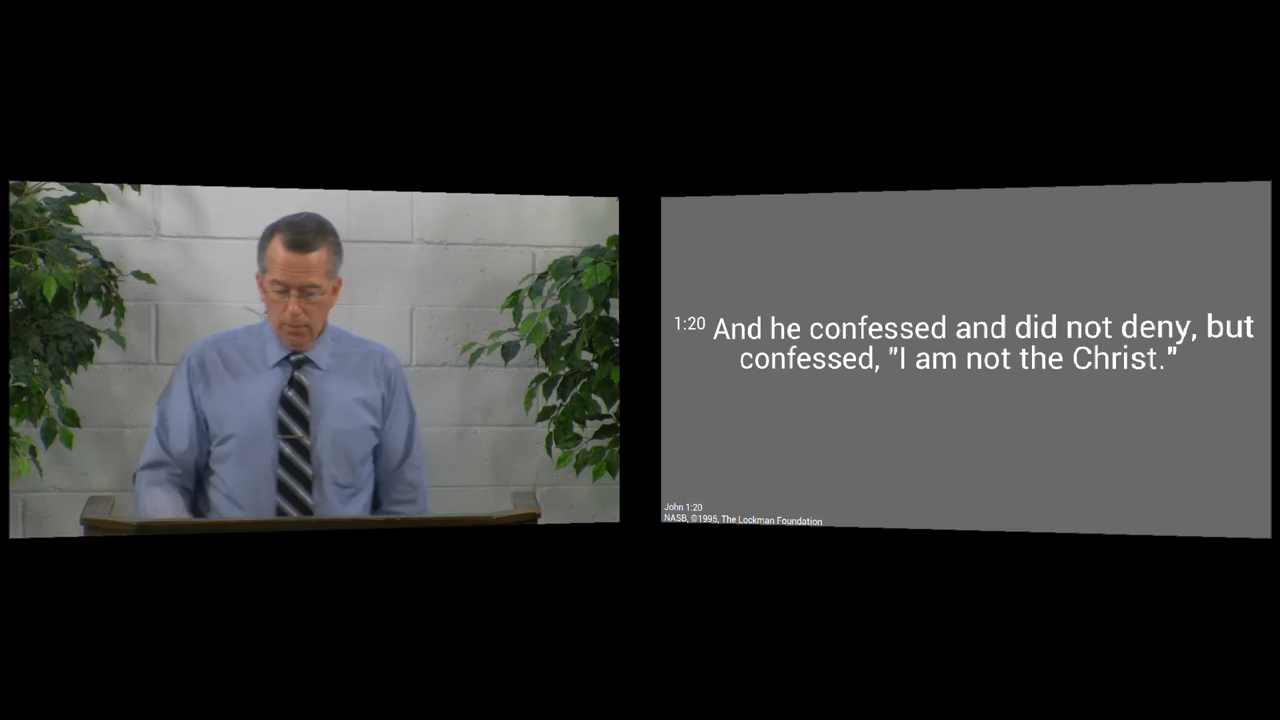 1:20 And he confessed and did not deny, but
confessed, "I am not the Christ."
John 1:20
NASB, ©1995, The Lockman Foundation